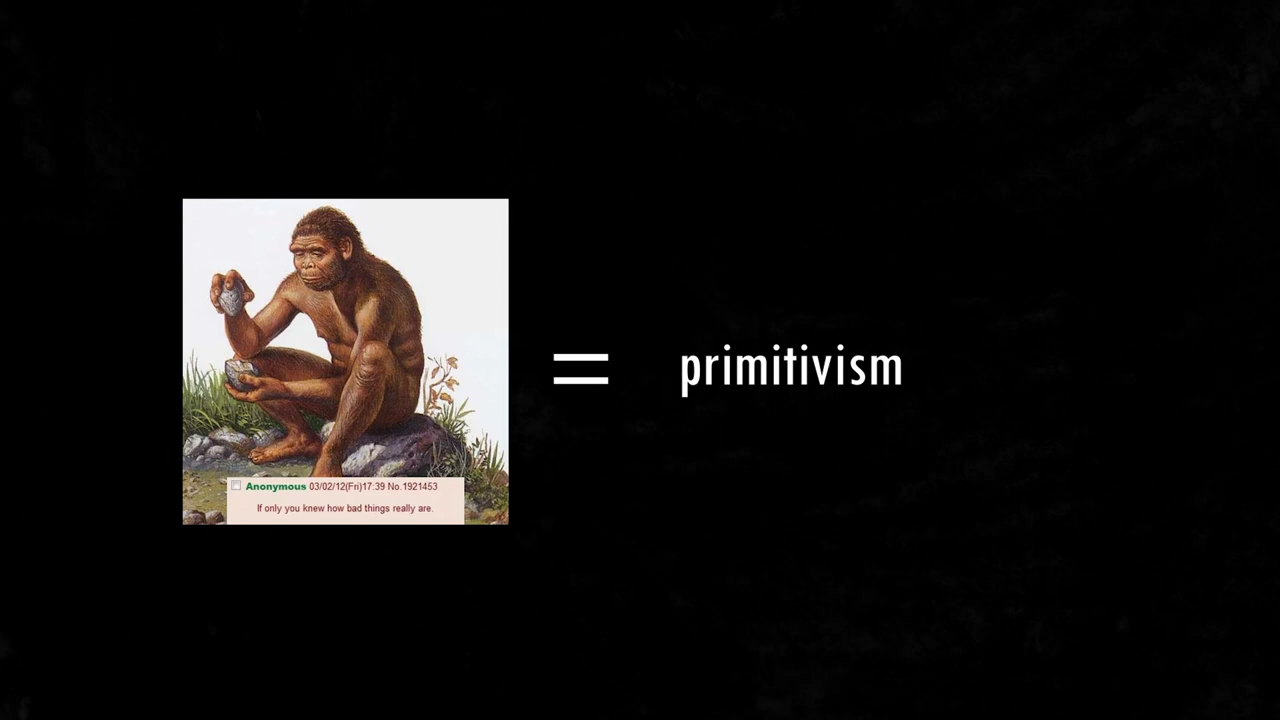 Anonymous 03/02/12(Fri)17:39 No.1921453
If only you knew how bad things really are.
= primitivism